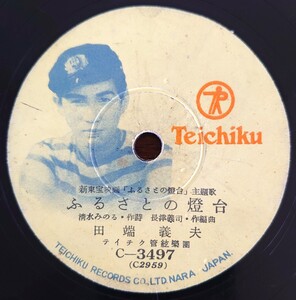 Teichiku
新東宝映画「ふるさとの燈台」主題歌
ふるさとの燈台
清水みのる・作詩 長津義司・作編曲
田端義夫
テイチク管絃樂團
C-3497
(C2959)
TEICHIKU RECORDS CO., LTD. NARA JAPAN.